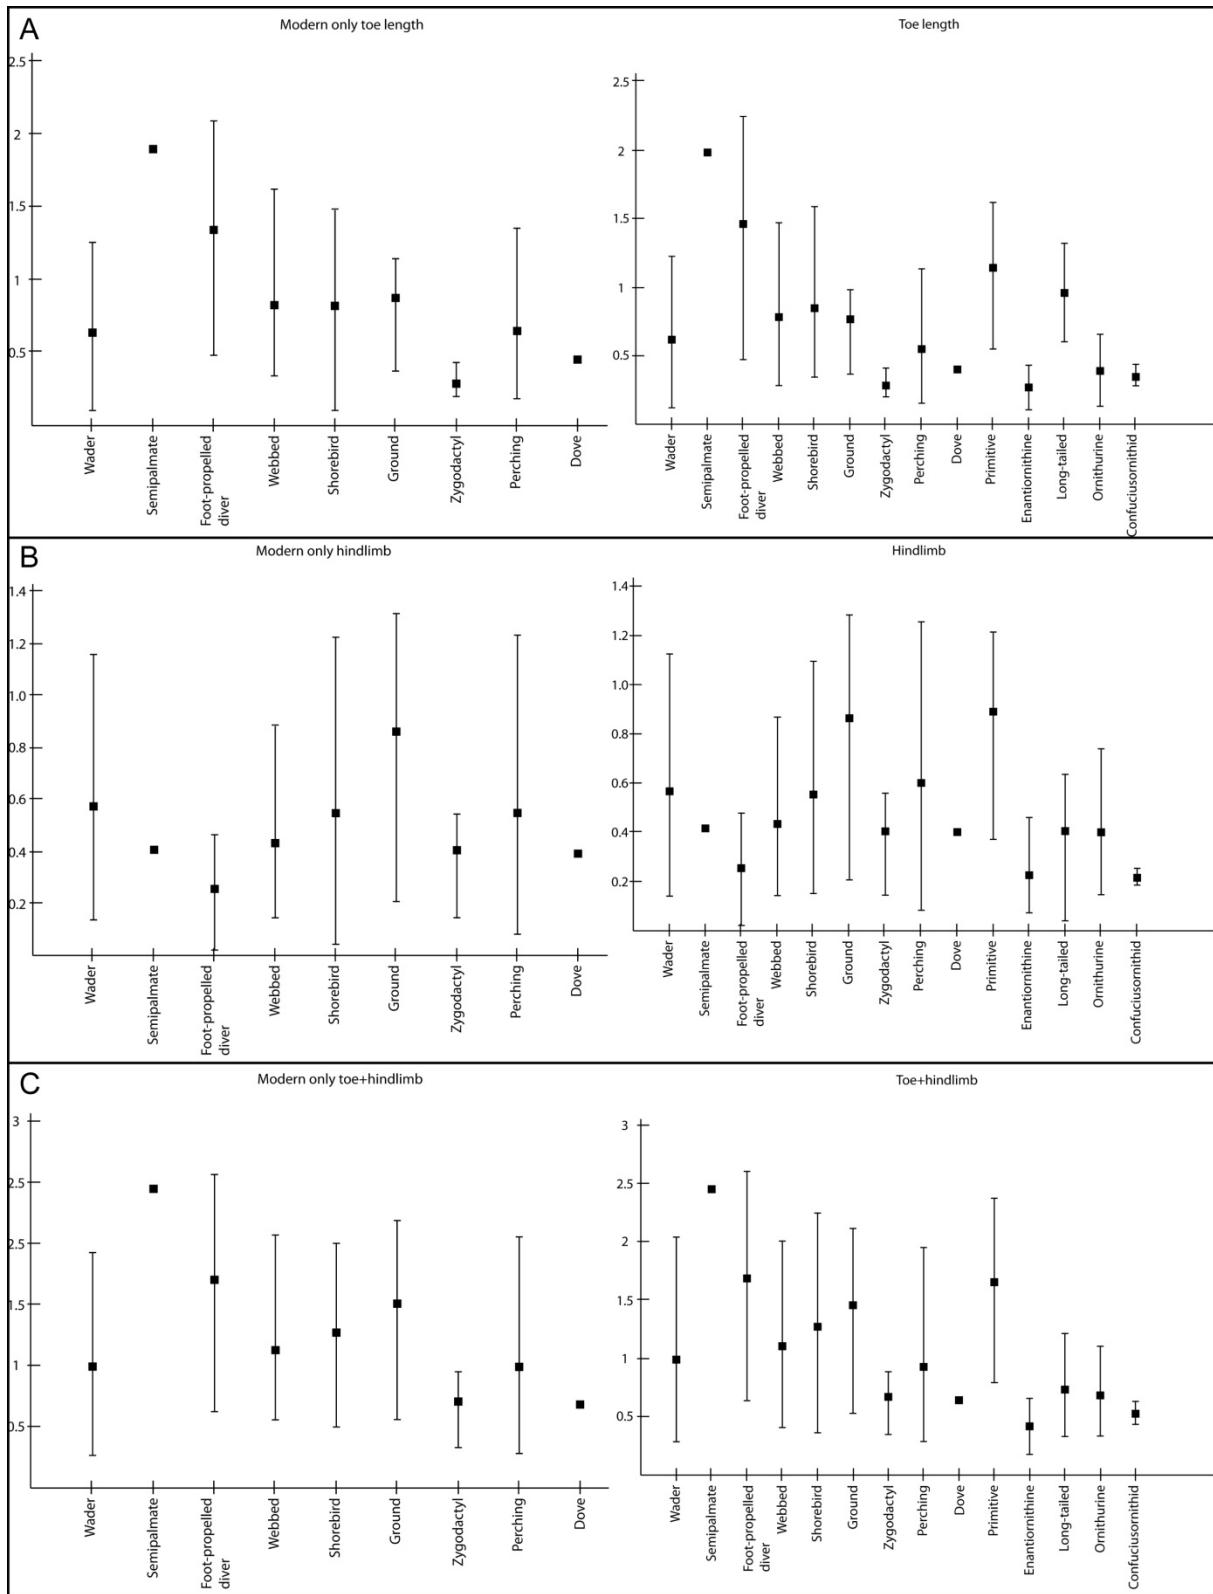 A
Modern only toe length
2.5
2
1.5
1
0.5
Wader
Semipalmate
Foot-propelled
diver
Webbed
Shorebird
Ground
Zygodactyl
Perching
Dove
Toe length
2.5
2
1.5
1
0.5
Wader
Semipalmate
Foot-propelled
diver
Webbed
Shorebird
Ground
Zygodactyl
Perching
Dove
Primitive
Enantiornithine
Long-tailed
Ornithurine
Confuciusornithid
B
Modern only hindlimb
1.4
1.2
1.0
0.8
0.6
0.4
0.2
Wader
Semipalmate
Foot-propelled
diver
Webbed
Shorebird
Ground
Zygodactyl
Perching
Dove
Hindlimb
1.4
1.2
1.0
0.8
0.6
0.4
0.2
Wader
Semipalmate
Foot-propelled
diver
Webbed
Shorebird
Ground
Zygodactyl
Perching
Dove
Primitive
Enantiornithine
Long-tailed
Ornithurine
Confuciusornithid
C
Modern only toe+hindlimb
3
2.5
2.5
1.5
1
0.5
Wader
Semipalmate
Foot-propelled
diver
Webbed
Shorebird
Ground
Zygodactyl
Perching
Dove
Toe+hindlimb
3
2.5
2
1.5
1
0.5
Wader
Semipalmate
Foot-propelled
diver
Webbed
Shorebird
Ground
Zygodactyl
Perching
Dove
Primitive
Enantiornithine
Long-tailed
Ornithurine
Confuciusornithid